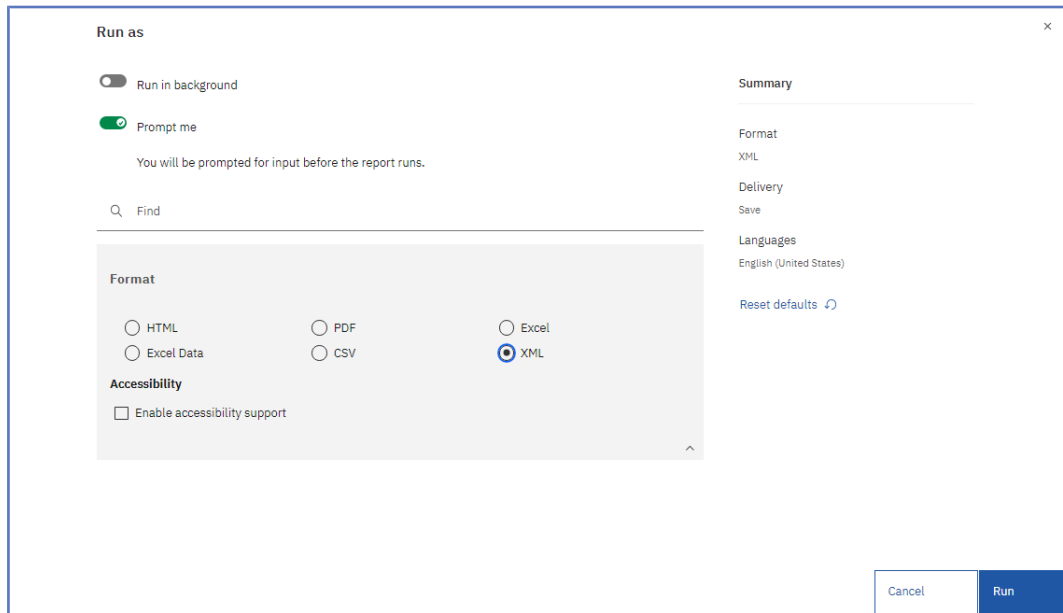 Run as
Run in background
Prompt me
You will be prompted for input before the report runs.
Find
Format
HTML
PDF
Excel
Excel Data
CSV
XML
Accessibility
Enable accessibility support
Summary
Format
XML
Delivery
Save
Languages
English (United States)
Reset defaults
Cancel
Run